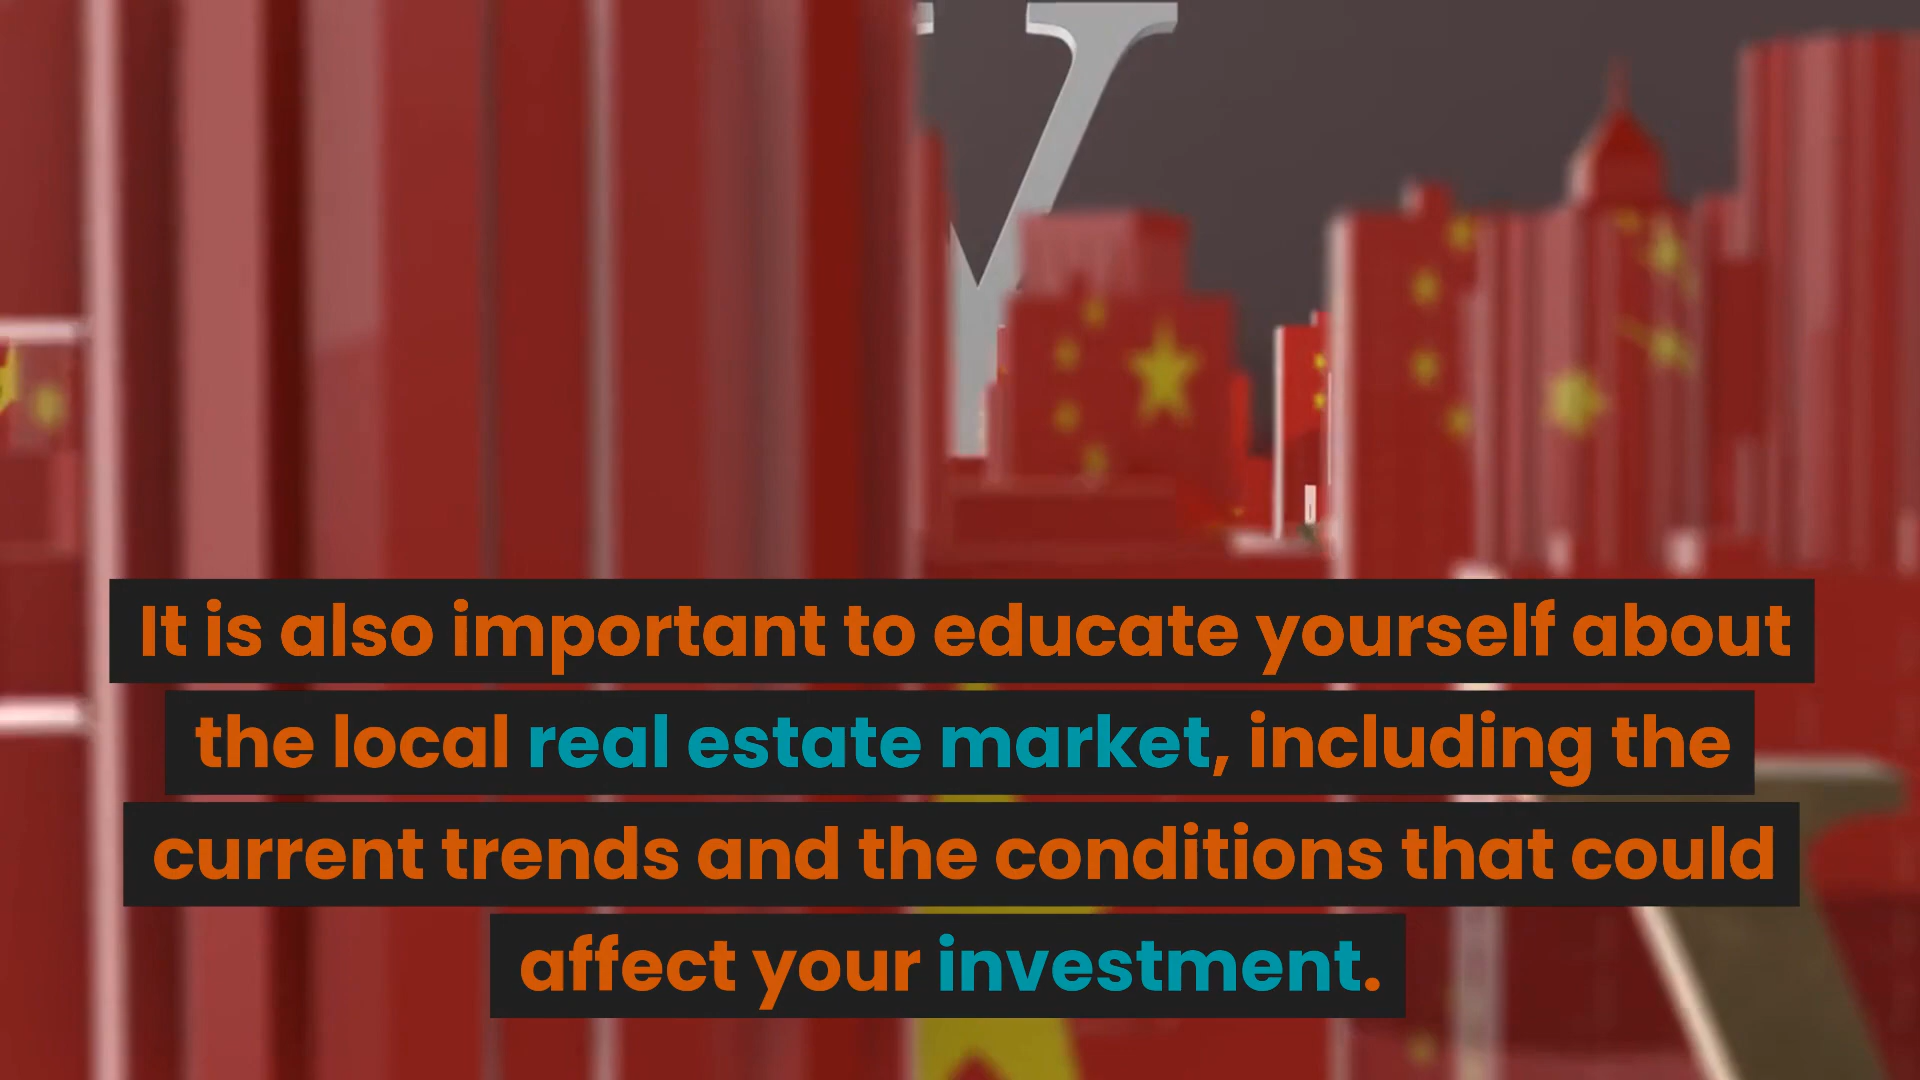 It is also important to educate yourself about
the local real estate market, including the
current trends and the conditions that could
affect your investment.